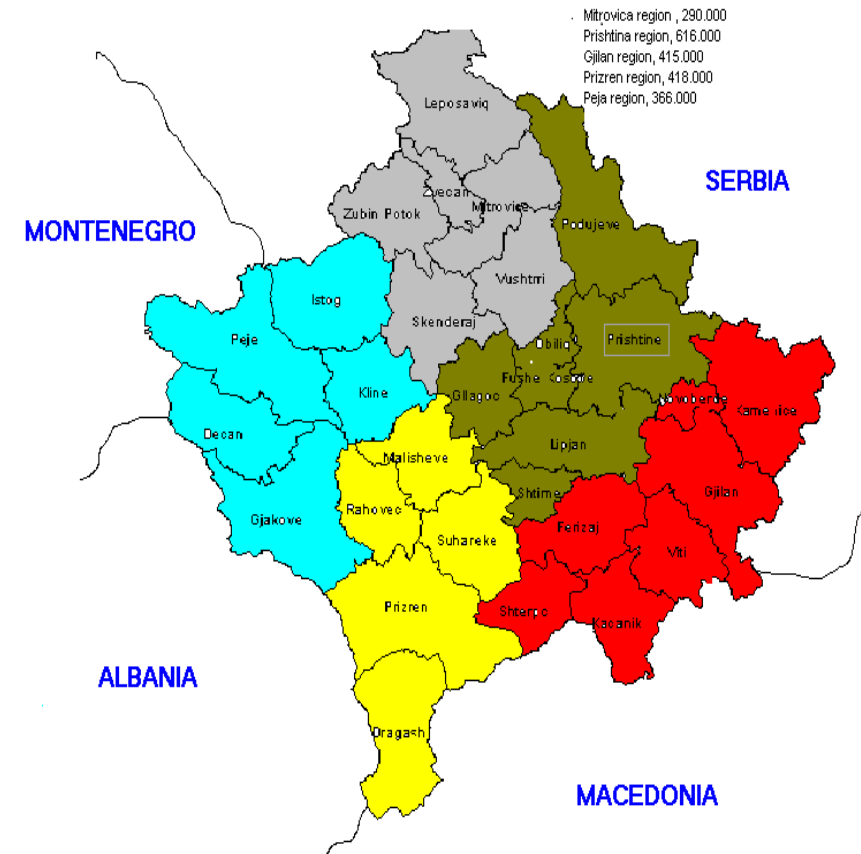 Mitrovica region , 290.000
Prishtina region, 616.000
Gjilan region, 415.000
Prizren region, 418.000
Peja region, 366.000
Leposaviq
SERBIA
Zvecan
Mitrovice
Zubin Potok
Podujeve
MONTENEGRO
Vushtrri
Istog
Skenderaj
Peje
Obiliq
Prishtine
Fushe Kosove
Kline
Gllagoc
Novoberde
Kamenice
Decan
Lipjan
Malisheve
Shtime
Gjilan
Rahovec
Gjakove
Ferizaj
Suhareke
Viti
Prizren
Shterpc
Kacanik
ALBANIA
Dragash
MACEDONIA